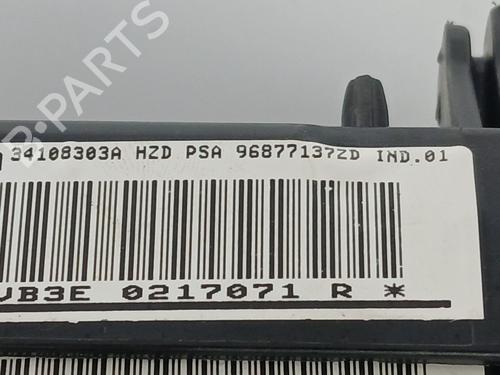 34108303A HZD PSA 96877137ZD IND.01
VB3E 0217071 R *
B-PARTS